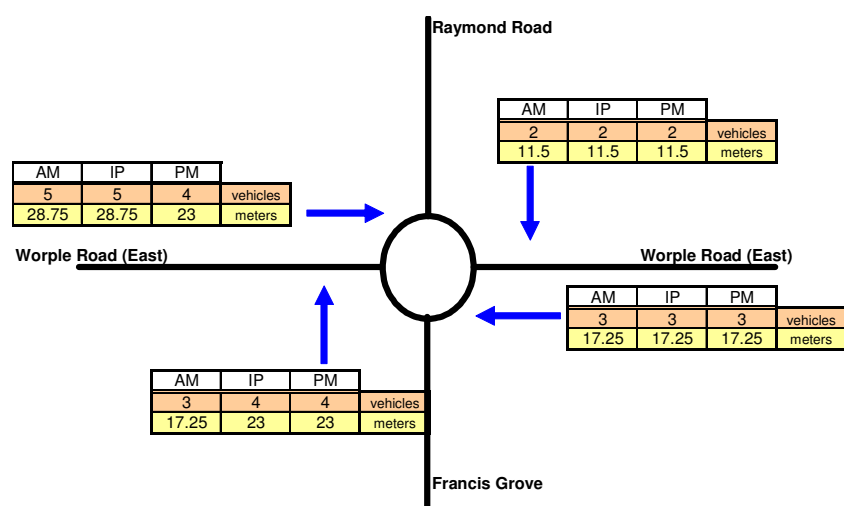 Raymond Road
AM IP PM
2 2 2 vehicles
11.5 11.5 11.5 meters
AM IP PM
5 5 4 vehicles
28.75 28.75 23 meters
Worple Road (East)
Worple Road (East)
AM IP PM
3 3 3 vehicles
17.25 17.25 17.25 meters
AM IP PM
3 4 4 vehicles
17.25 23 23 meters
Francis Grove